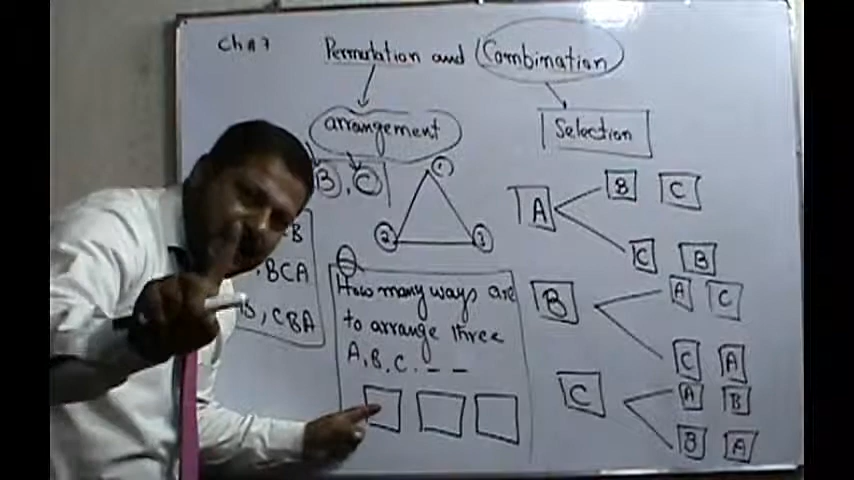 Ch # 7
Permutation and Combination
arrangement
Selection
B, C
1
2
3
B
, BCA
B, CBA
How many ways are
to arrange three
A, B, C. _ _
A
B C
C B
B
A C
C A
C
A B
B A